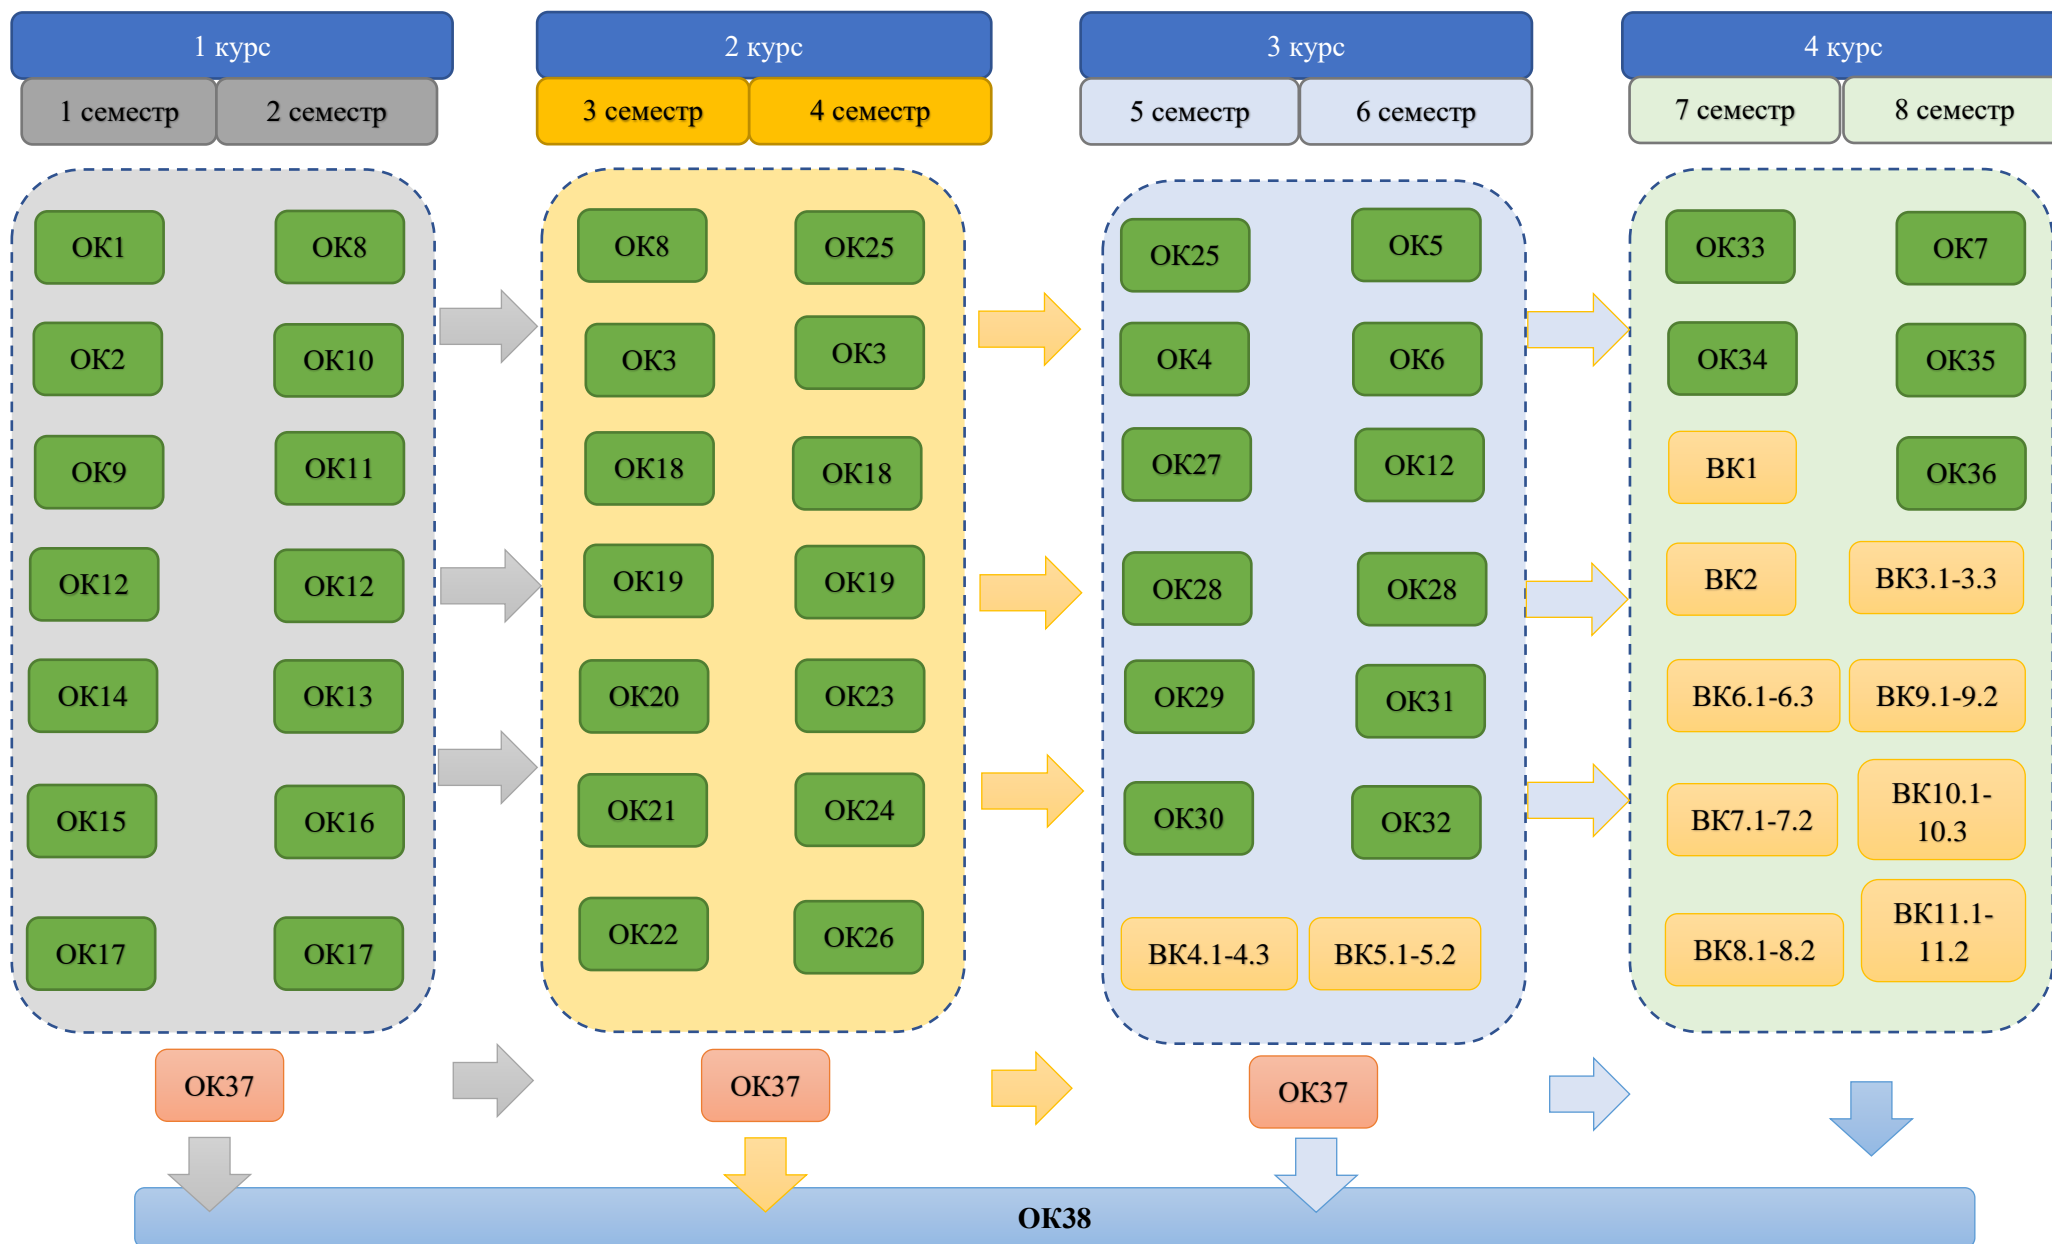 1 курс
2 курс
3 курс
4 курс
1 семестр
2 семестр
3 семестр
4 семестр
5 семестр
6 семестр
7 семестр
8 семестр
ОК1
ОК8
ОК2
ОК10
ОК9
ОК11
ОК12
ОК12
ОК14
ОК13
ОК15
ОК16
ОК17
ОК17
ОК8
ОК25
ОК3
ОК3
ОК18
ОК18
ОК19
ОК19
ОК20
ОК23
ОК21
ОК24
ОК22
ОК26
ОК25
ОК5
ОК4
ОК6
ОК27
ОК12
ОК28
ОК28
ОК29
ОК31
ОК30
ОК32
ВК4.1-4.3
ВК5.1-5.2
ОК33
ОК7
ОК34
ОК35
ВК1
ОК36
ВК2
ВК3.1-3.3
ВК6.1-6.3
ВК9.1-9.2
ВК7.1-7.2
ВК10.1-
10.3
ВК8.1-8.2
ВК11.1-
11.2
ОК37
ОК37
ОК37
ОК38